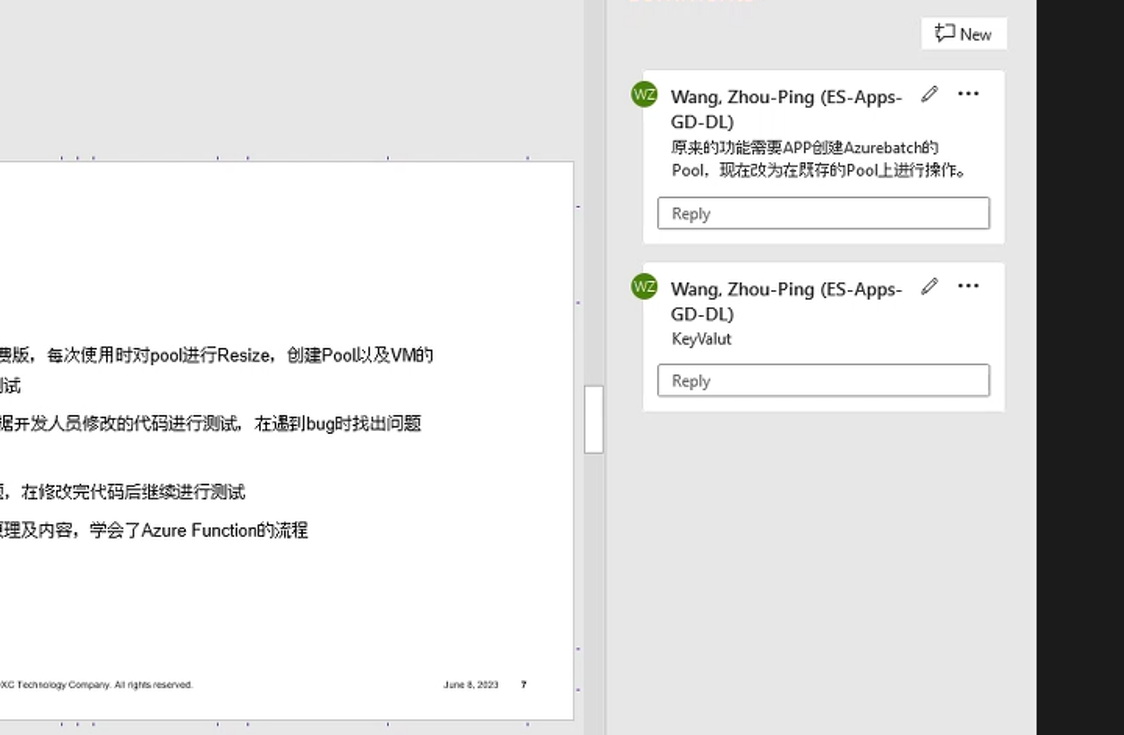 New
WZ
Wang, Zhou-Ping (ES-Apps-
GD-DL)
原来的功能需要APP创建Azurebatch的
Pool，现在改为在既存的Pool上进行操作。
Reply
WZ
Wang, Zhou-Ping (ES-Apps-
GD-DL)
KeyValut
Reply
费版，每次使用时对pool进行Resize，创建Pool以及VM的
试
据开发人员修改的代码进行测试，在遇到bug时找出问题
，在修改完代码后继续进行测试
理及内容，学会了Azure Function的流程
XC Technology Company. All rights reserved.
June 8, 2023
7